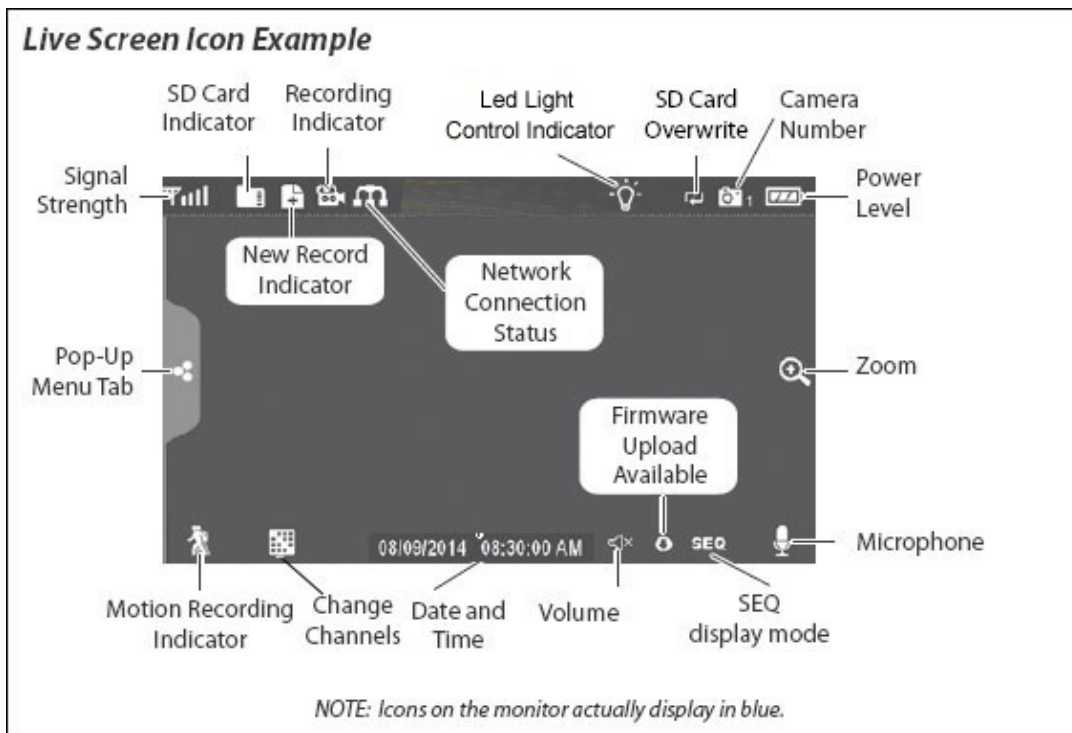 Live Screen Icon Example
SD Card
Indicator
Recording
Indicator
Led Light
Control Indicator
SD Card
Overwrite
Camera
Number
Signal
Strength
1
Power
Level
New Record
Indicator
Network
Connection
Status
Pop-Up
Menu Tab
Zoom
Firmware
Upload
Available
08/09/2014 08:30:00 AM
SEQ
Microphone
Motion Recording
Indicator
Change
Channels
Date and
Time
Volume
SEQ
display mode
NOTE: Icons on the monitor actually display in blue.